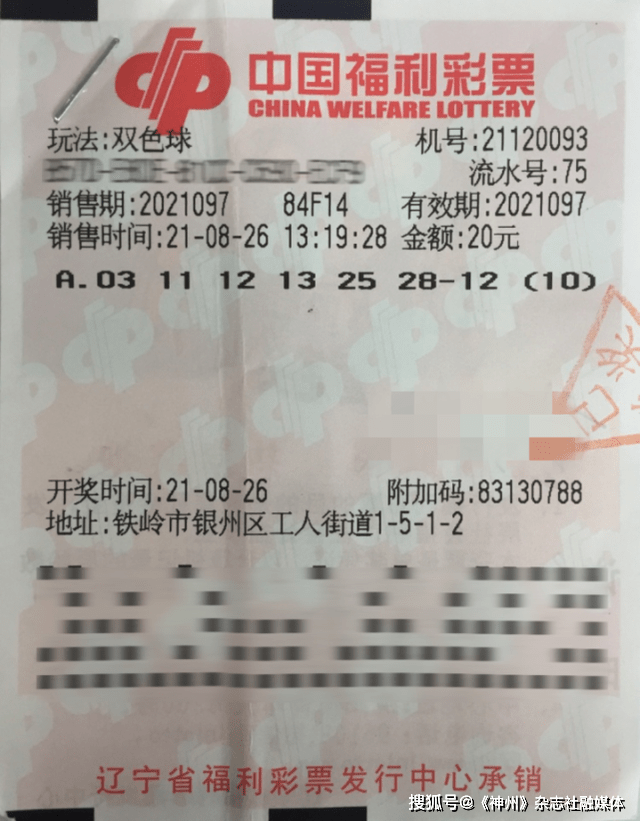 中国福利彩票
CHINA WELFARE LOTTERY
玩法:双色球 机号:21120093
流水号:75
销售期:2021097 84F14 有效期:2021097
销售时间:21-08-26 13:19:28 金额:20元
A.03 11 12 13 25 28-12 (10)
开奖时间:21-08-26 附加码:83130788
地址:铁岭市银州区工人街道1-5-1-2
辽宁省福利彩票发行中心承销
搜狐号@《神州》杂志社融媒体